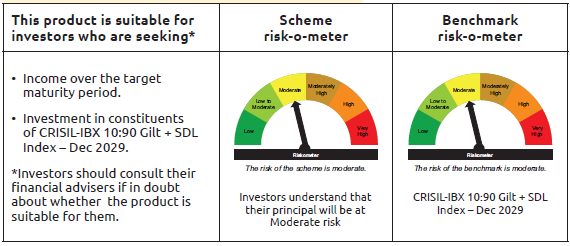 This product is suitable for
investors who are seeking*
• Income over the target
maturity period.
• Investment in constituents
of CRISIL-IBX 10:90 Gilt + SDL
Index – Dec 2029.
*Investors should consult their
financial advisers if in doubt
about whether the product is
suitable for them.
Scheme
risk-o-meter
Low
Low to
Moderate
Moderate
Moderately
High
High
Very
High
Riskometer
The risk of the scheme is moderate.
Investors understand that
their principal will be at
Moderate risk
Benchmark
risk-o-meter
Low
Low to
Moderate
Moderate
Moderately
High
High
Very
High
Riskometer
The risk of the benchmark is moderate.
CRISIL-IBX 10:90 Gilt + SDL
Index – Dec 2029